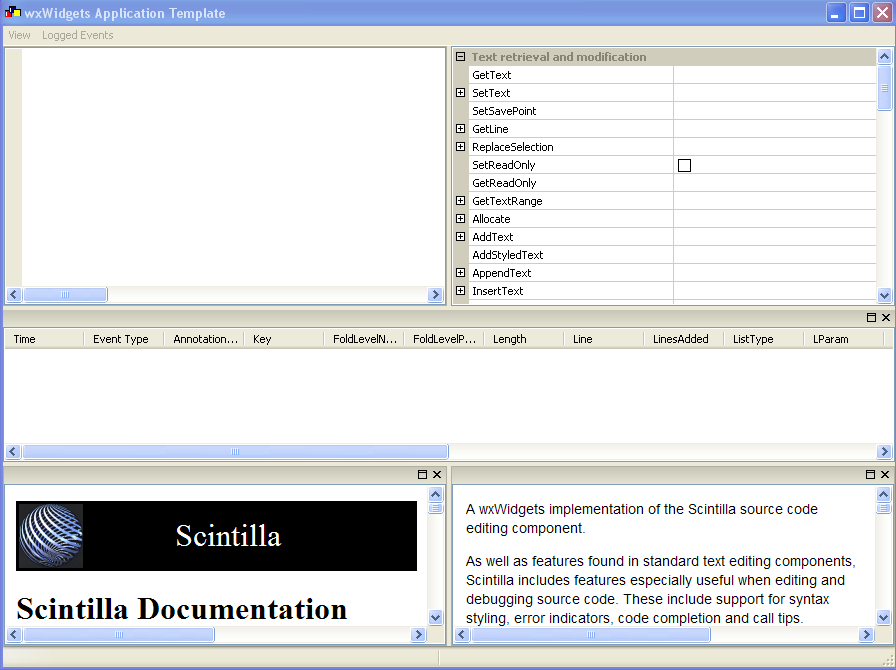 wxWidgets Application Template
View Logged Events
Text retrieval and modification
GetText
SetText
SetSavePoint
GetLine
ReplaceSelection
SetReadOnly
GetReadOnly
GetTextRange
Allocate
AddText
AddStyledText
AppendText
InsertText
Time Event Type Annotation... Key FoldLevelN... FoldLevelP... Length Line LinesAdded ListType LParam
Scintilla
Scintilla Documentation
A wxWidgets implementation of the Scintilla source code
editing component.
As well as features found in standard text editing components,
Scintilla includes features especially useful when editing and
debugging source code. These include support for syntax
styling, error indicators, code completion and call tips.